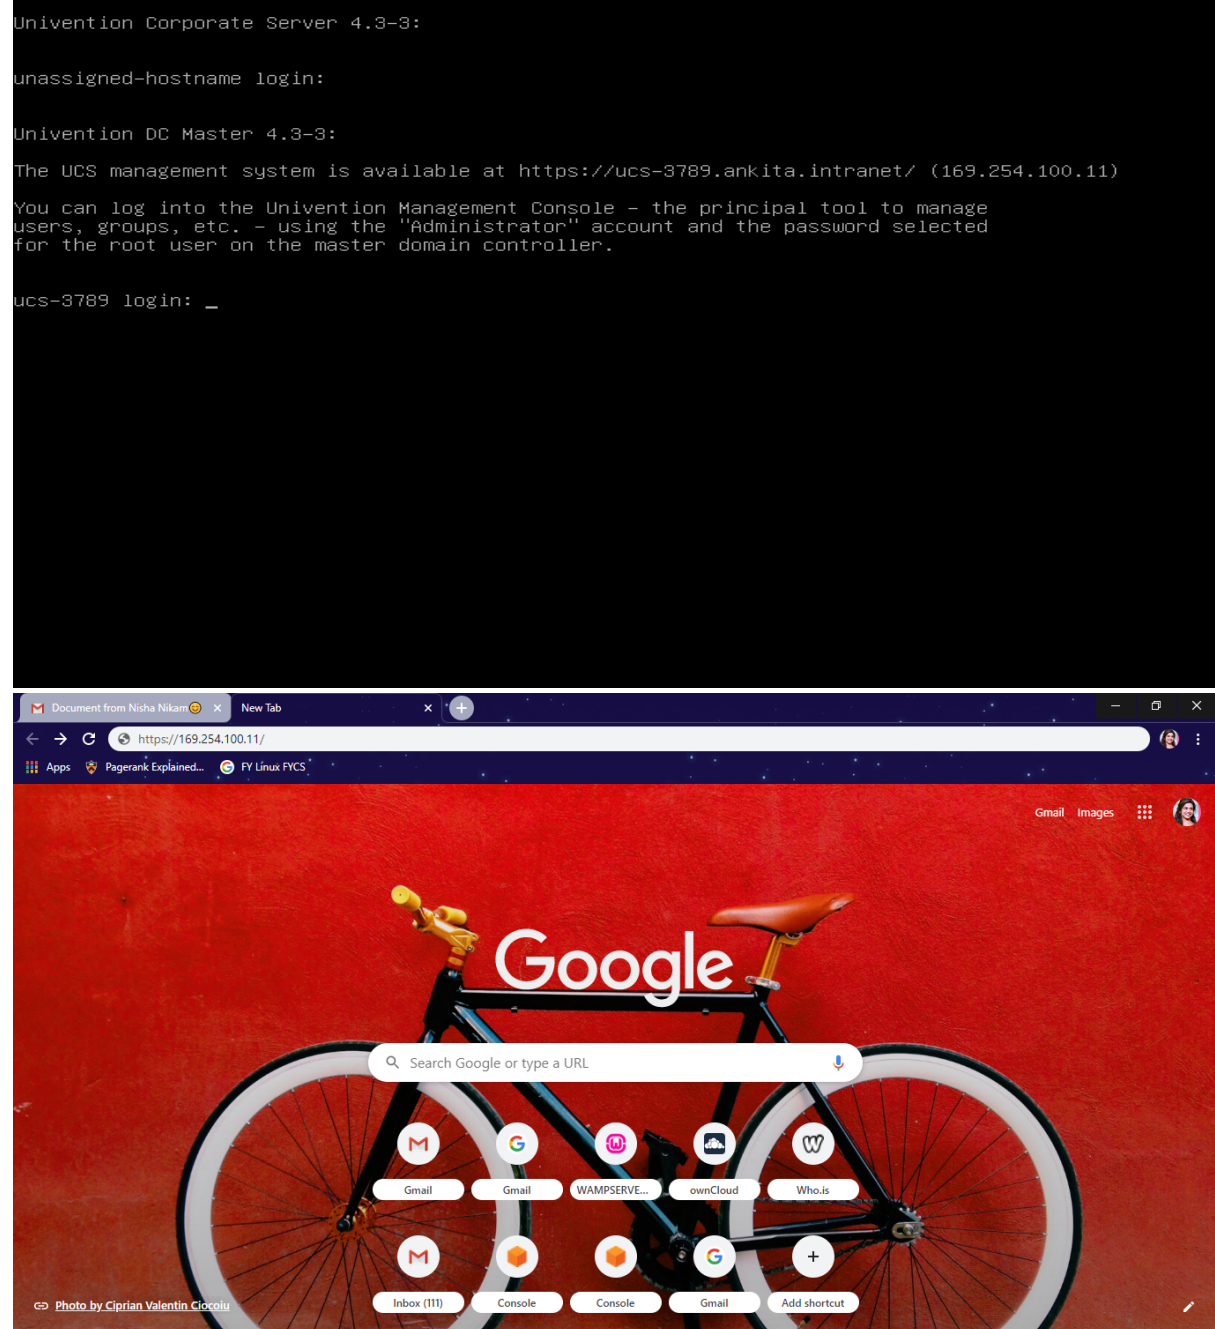 Univention Corporate Server 4.3-3:
unassigned-hostname login:
Univention DC Master 4.3-3:
The UCS management system is available at https://ucs-3789.ankita.intranet/ (169.254.100.11)
You can log into the Univention Management Console - the principal tool to manage
users, groups, etc. - using the "Administrator" account and the password selected
for the root user on the master domain controller.
ucs-3789 login: _
Document from Nisha Nikam😊 New Tab
https://169.254.100.11/
Apps Pagerank Explained... FY Linux FYCS
Gmail Images
Google
Search Google or type a URL
Gmail Gmail WAMPSERVE... ownCloud Who.is
Inbox (111) Console Console Gmail Add shortcut
Photo by Ciprian Valentin Ciocoiu